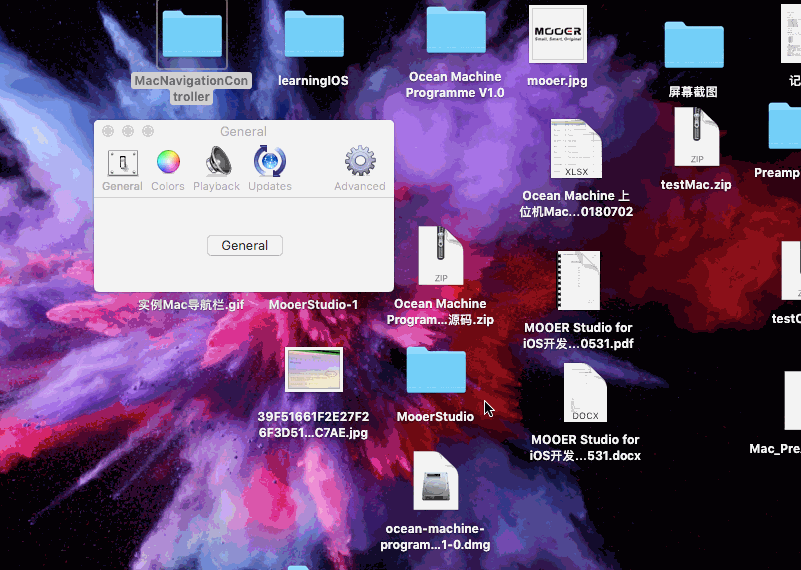 MacNavigationCon
troller
learningIOS
Ocean Machine
Programme V1.0
MOOER
Small, Smart, Original
mooer.jpg
屏幕截图
记
General
General
Colors
Playback
Updates
Advanced
General
XLSX
Ocean Machine 上
位机Mac...0180702
ZIP
testMac.zip
Preamp
实例Mac导航栏.gif
MooerStudio-1
ZIP
Ocean Machine
Program...源码.zip
MOOER Studio for
iOS开发...0531.pdf
testC
39F51661F2E27F2
6F3D51...C7AE.jpg
MooerStudio
DOCX
MOOER Studio for
iOS开发...531.docx
Mac_Pre
ocean-machine-
program...1-0.dmg